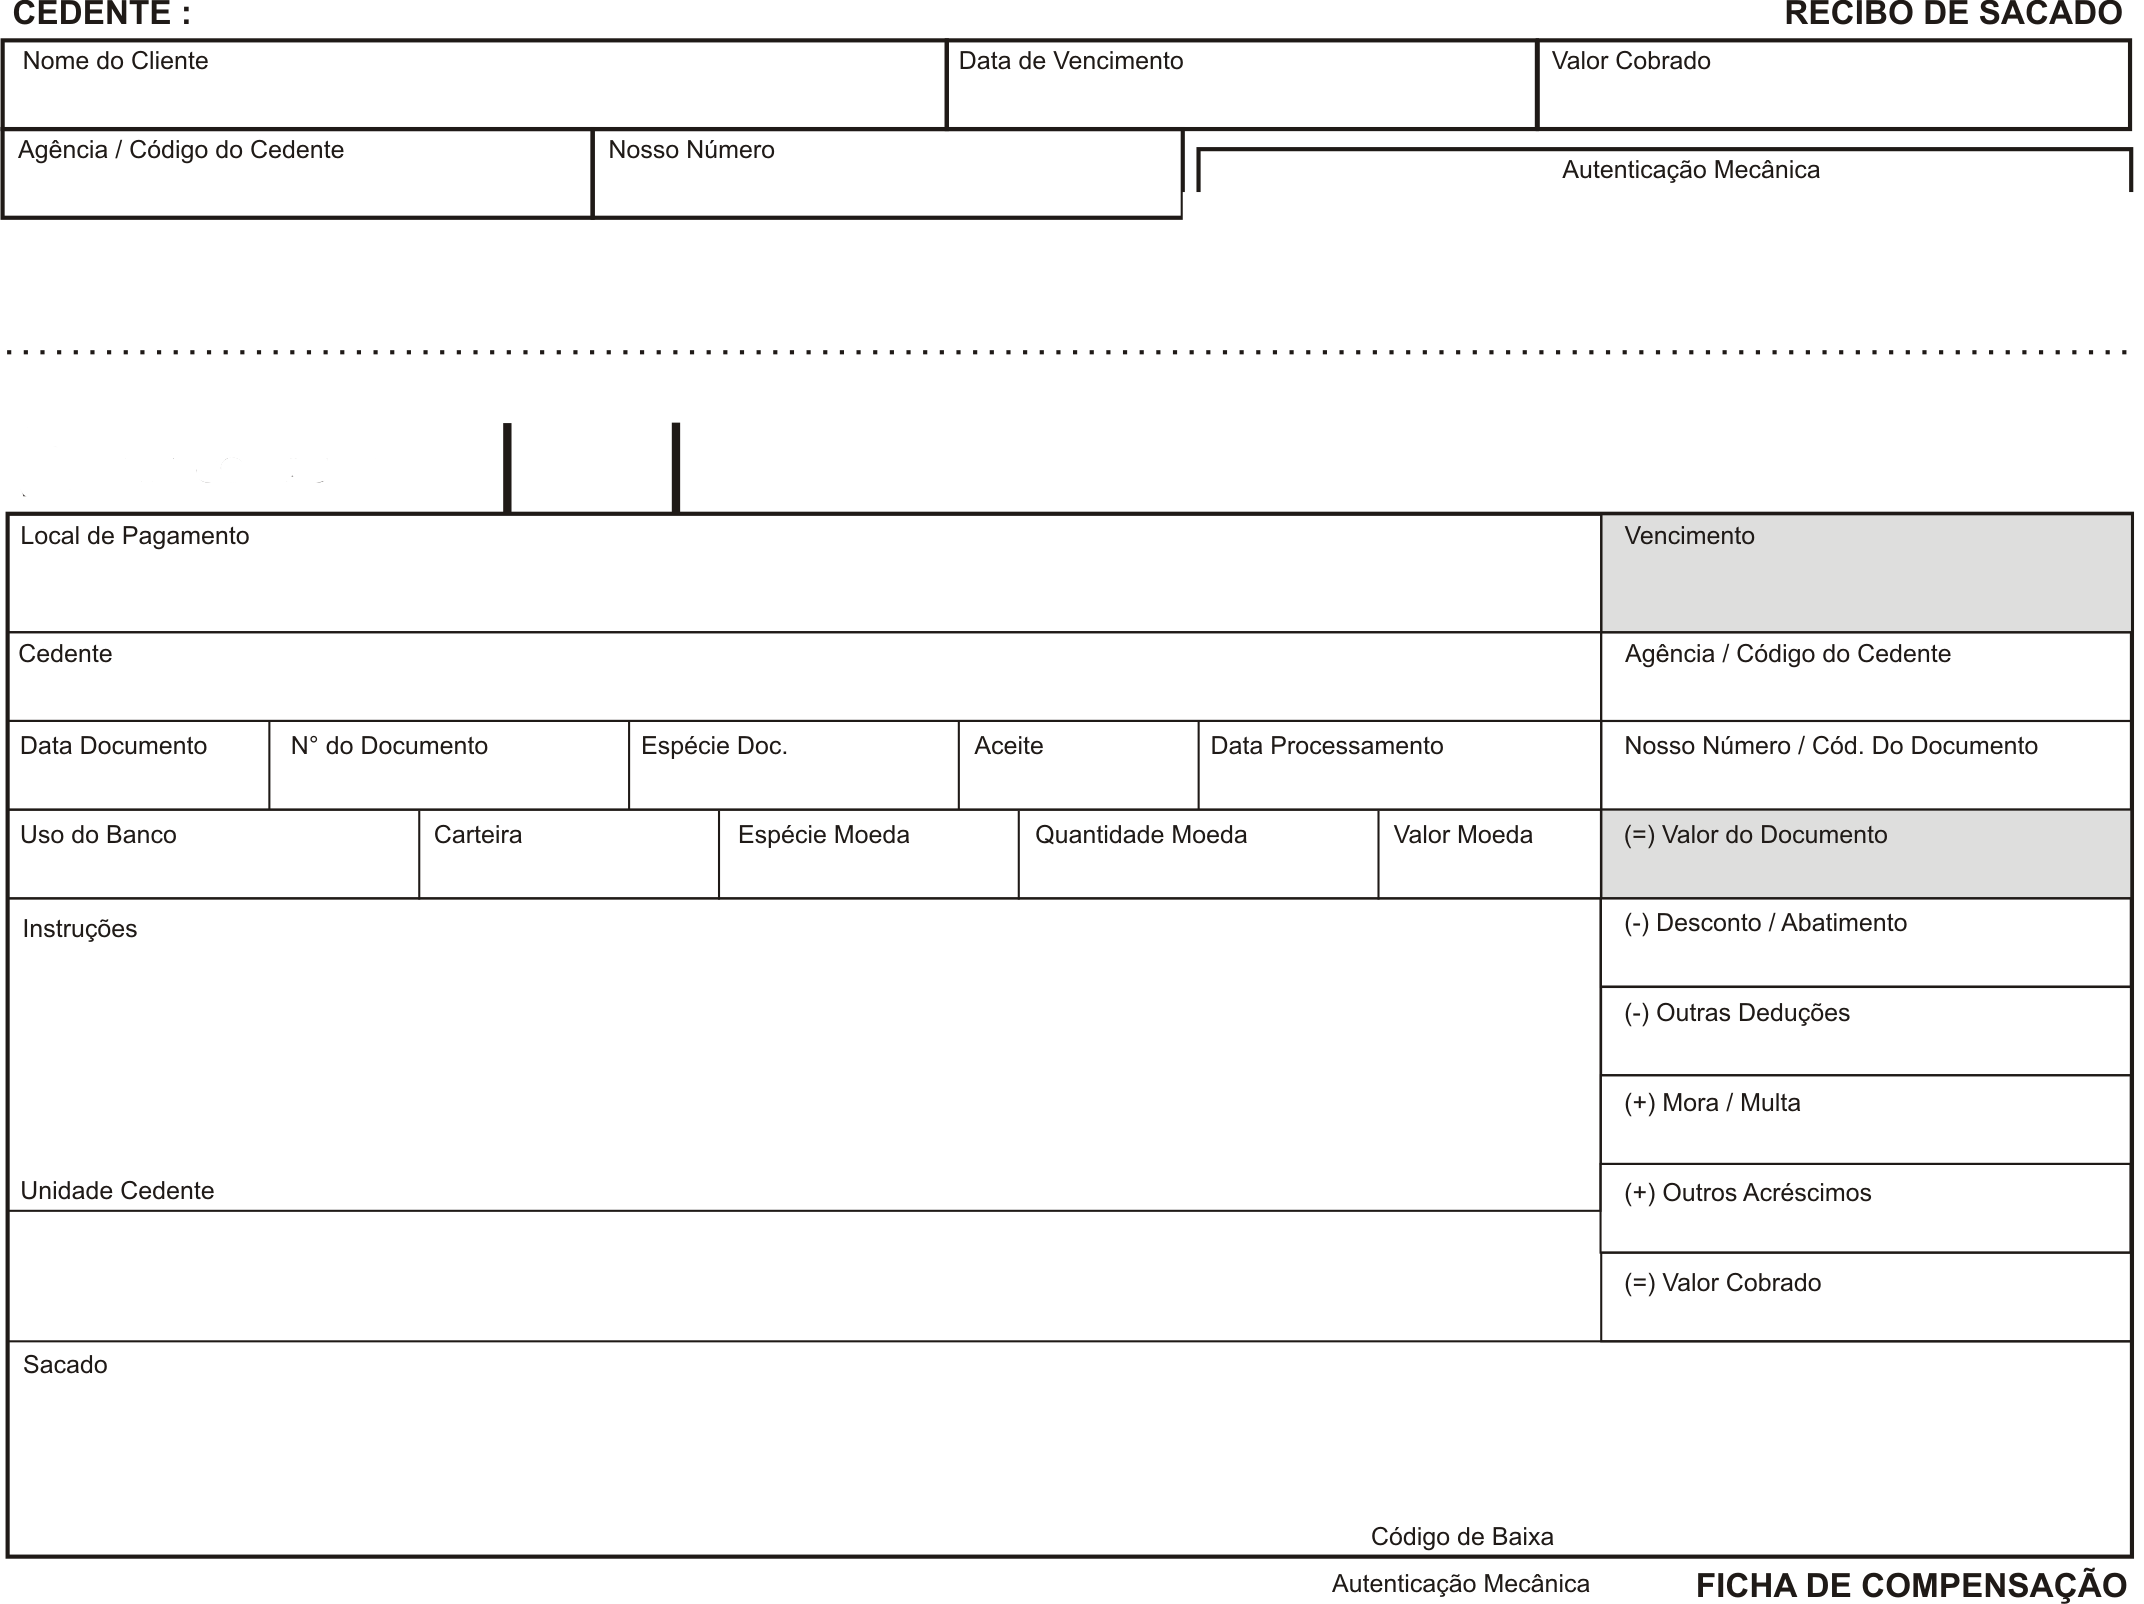 CEDENTE : RECIBO DE SACADO
Nome do Cliente Data de Vencimento Valor Cobrado
Agência / Código do Cedente Nosso Número Autenticação Mecânica
Local de Pagamento Vencimento
Cedente Agência / Código do Cedente
Data Documento N° do Documento Espécie Doc. Aceite Data Processamento Nosso Número / Cód. Do Documento
Uso do Banco Carteira Espécie Moeda Quantidade Moeda Valor Moeda (=) Valor do Documento
Instruções (-) Desconto / Abatimento
(-) Outras Deduções
(+) Mora / Multa
Unidade Cedente (+) Outros Acréscimos
(=) Valor Cobrado
Sacado
Código de Baixa
Autenticação Mecânica FICHA DE COMPENSAÇÃO